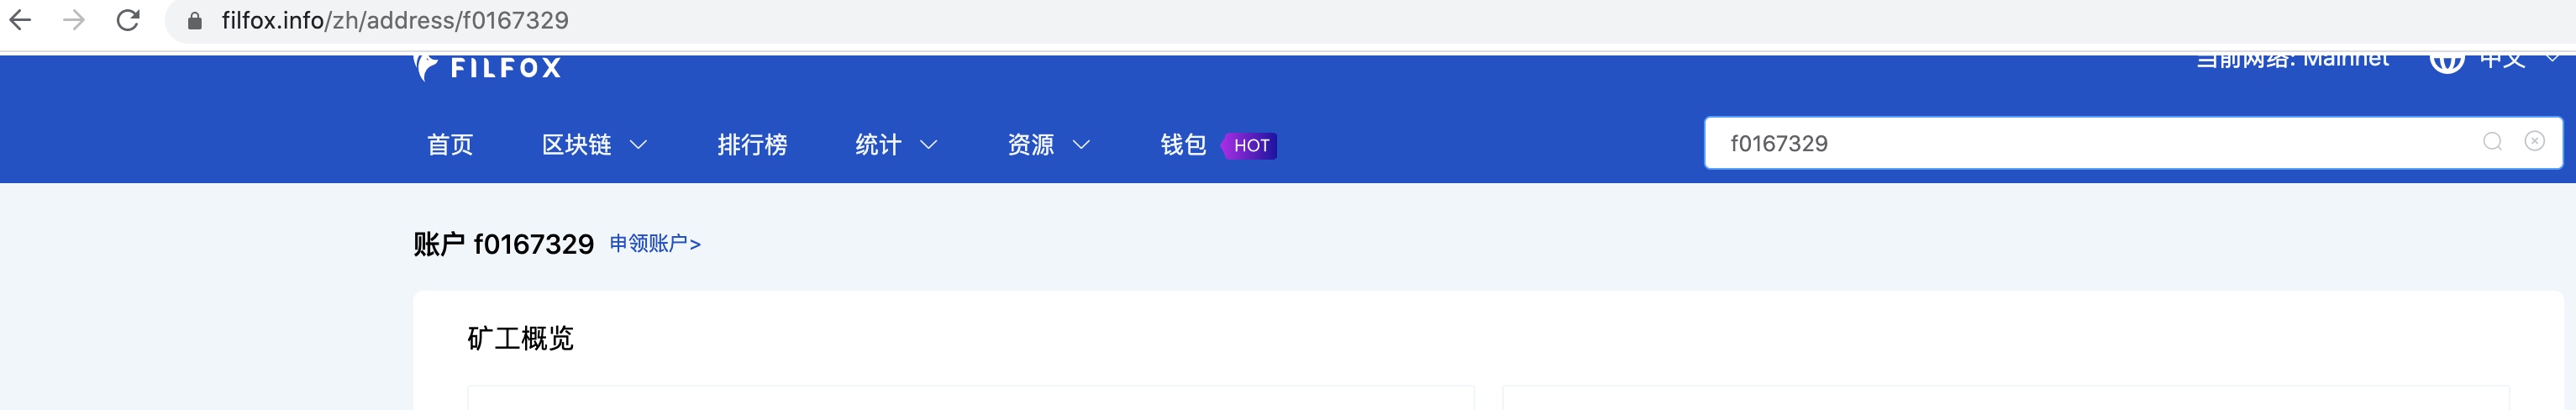 filfox.info/zh/address/f0167329
FILFOX
当前网络: Mainnet 中文
首页 区块链 排行榜 统计 资源 钱包 HOT f0167329
账户 f0167329 申领账户>
矿工概览